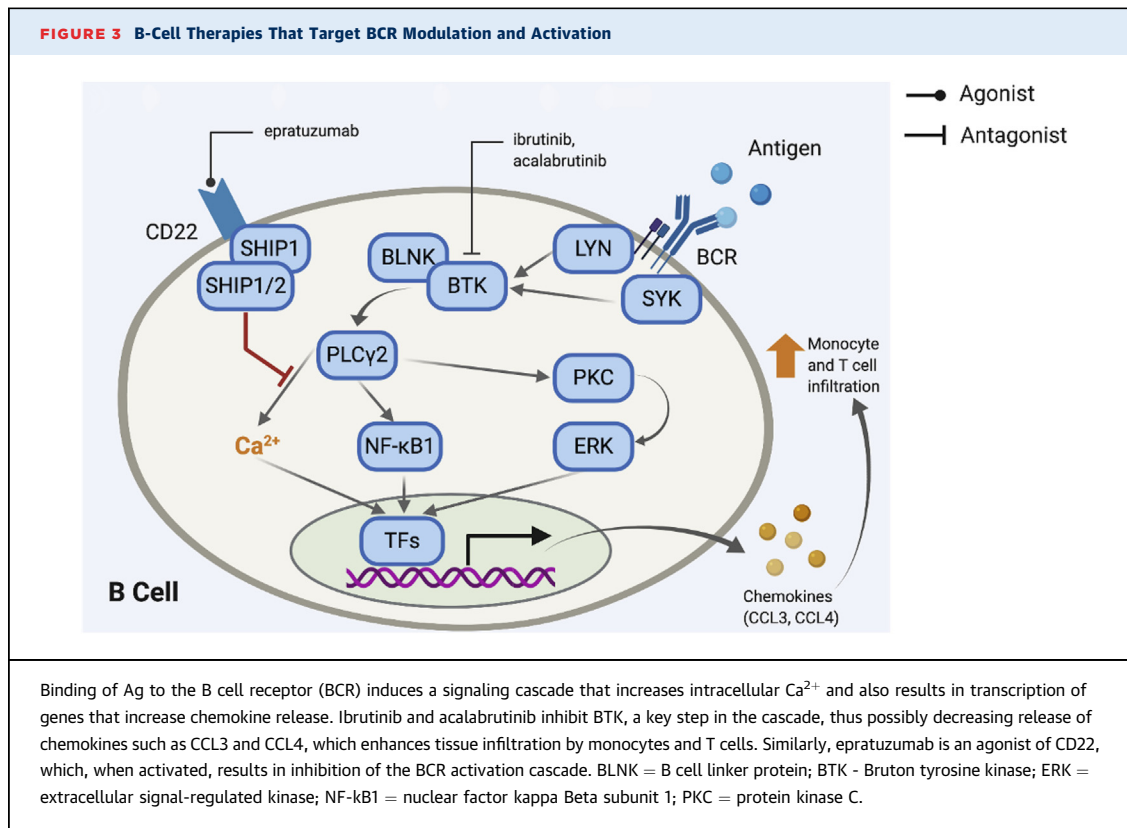 FIGURE 3 B-Cell Therapies That Target BCR Modulation and Activation
Agonist
Antagonist
epratuzumab
ibrutinib,
acalabrutinib
Antigen
CD22
SHIP1
SHIP1/2
BLNK
BTK
LYN
BCR
SYK
PLCγ2
PKC
Monocyte
and T cell
infiltration
Ca²⁺
NF-κB1
ERK
TFs
B Cell
Chemokines
(CCL3, CCL4)
Binding of Ag to the B cell receptor (BCR) induces a signaling cascade that increases intracellular Ca²⁺ and also results in transcription of
genes that increase chemokine release. Ibrutinib and acalabrutinib inhibit BTK, a key step in the cascade, thus possibly decreasing release of
chemokines such as CCL3 and CCL4, which enhances tissue infiltration by monocytes and T cells. Similarly, epratuzumab is an agonist of CD22,
which, when activated, results in inhibition of the BCR activation cascade. BLNK = B cell linker protein; BTK - Bruton tyrosine kinase; ERK =
extracellular signal-regulated kinase; NF-kB1 = nuclear factor kappa Beta subunit 1; PKC = protein kinase C.